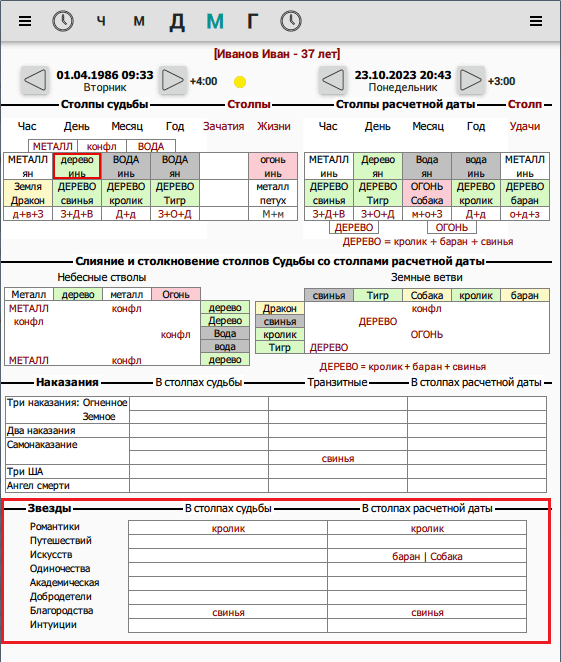 Ч М Д М Г
[Иванов Иван - 37 лет]
01.04.1986 09:33 +4:00 23.10.2023 20:43 +3:00
Вторник Понедельник
Столпы судьбы Столпы Столпы расчетной даты Столп
Час День Месяц Год Зачатия Жизни Час День Месяц Год Удачи
МЕТАЛЛ конфл ВОДА
МЕТАЛЛ дерево ВОДА ВОДА огонь МЕТАЛЛ Дерево Вода вода МЕТАЛЛ
ян инь инь ян инь ян ян ян инь инь
Земля ДЕРЕВО ДЕРЕВО ДЕРЕВО металл ДЕРЕВО ДЕРЕВО ОГОНЬ ДЕРЕВО ДЕРЕВО
Дракон свинья кролик Тигр петух свинья Тигр Собака кролик баран
д+в+З З+Д+В Д+д З+О+Д М+м З+Д+В З+О+Д м+о+З Д+д о+д+з
ДЕРЕВО ОГОНЬ
ДЕРЕВО = кролик + баран + свинья
Слияние и столкновение столпов Судьбы со столпами расчетной даты
Небесные стволы Земные ветви
Металл дерево металл Огонь свинья Тигр Собака кролик баран
МЕТАЛЛ конфл дерево Дракон конфл
конфл Дерево свинья ДЕРЕВО
конфл Вода кролик ОГОНЬ
вода Тигр ДЕРЕВО
МЕТАЛЛ конфл дерево
ДЕРЕВО = кролик + баран + свинья
Наказания В столпах судьбы Транзитные В столпах расчетной даты
Три наказания: Огненное
Земное
Два наказания
Самонаказание
свинья
Три ША
Ангел смерти
Звезды В столпах судьбы В столпах расчетной даты
Романтики кролик кролик
Путешествий
Искусств баран | Собака
Одиночества
Академическая
Добродетели
Благородства свинья свинья
Интуиции